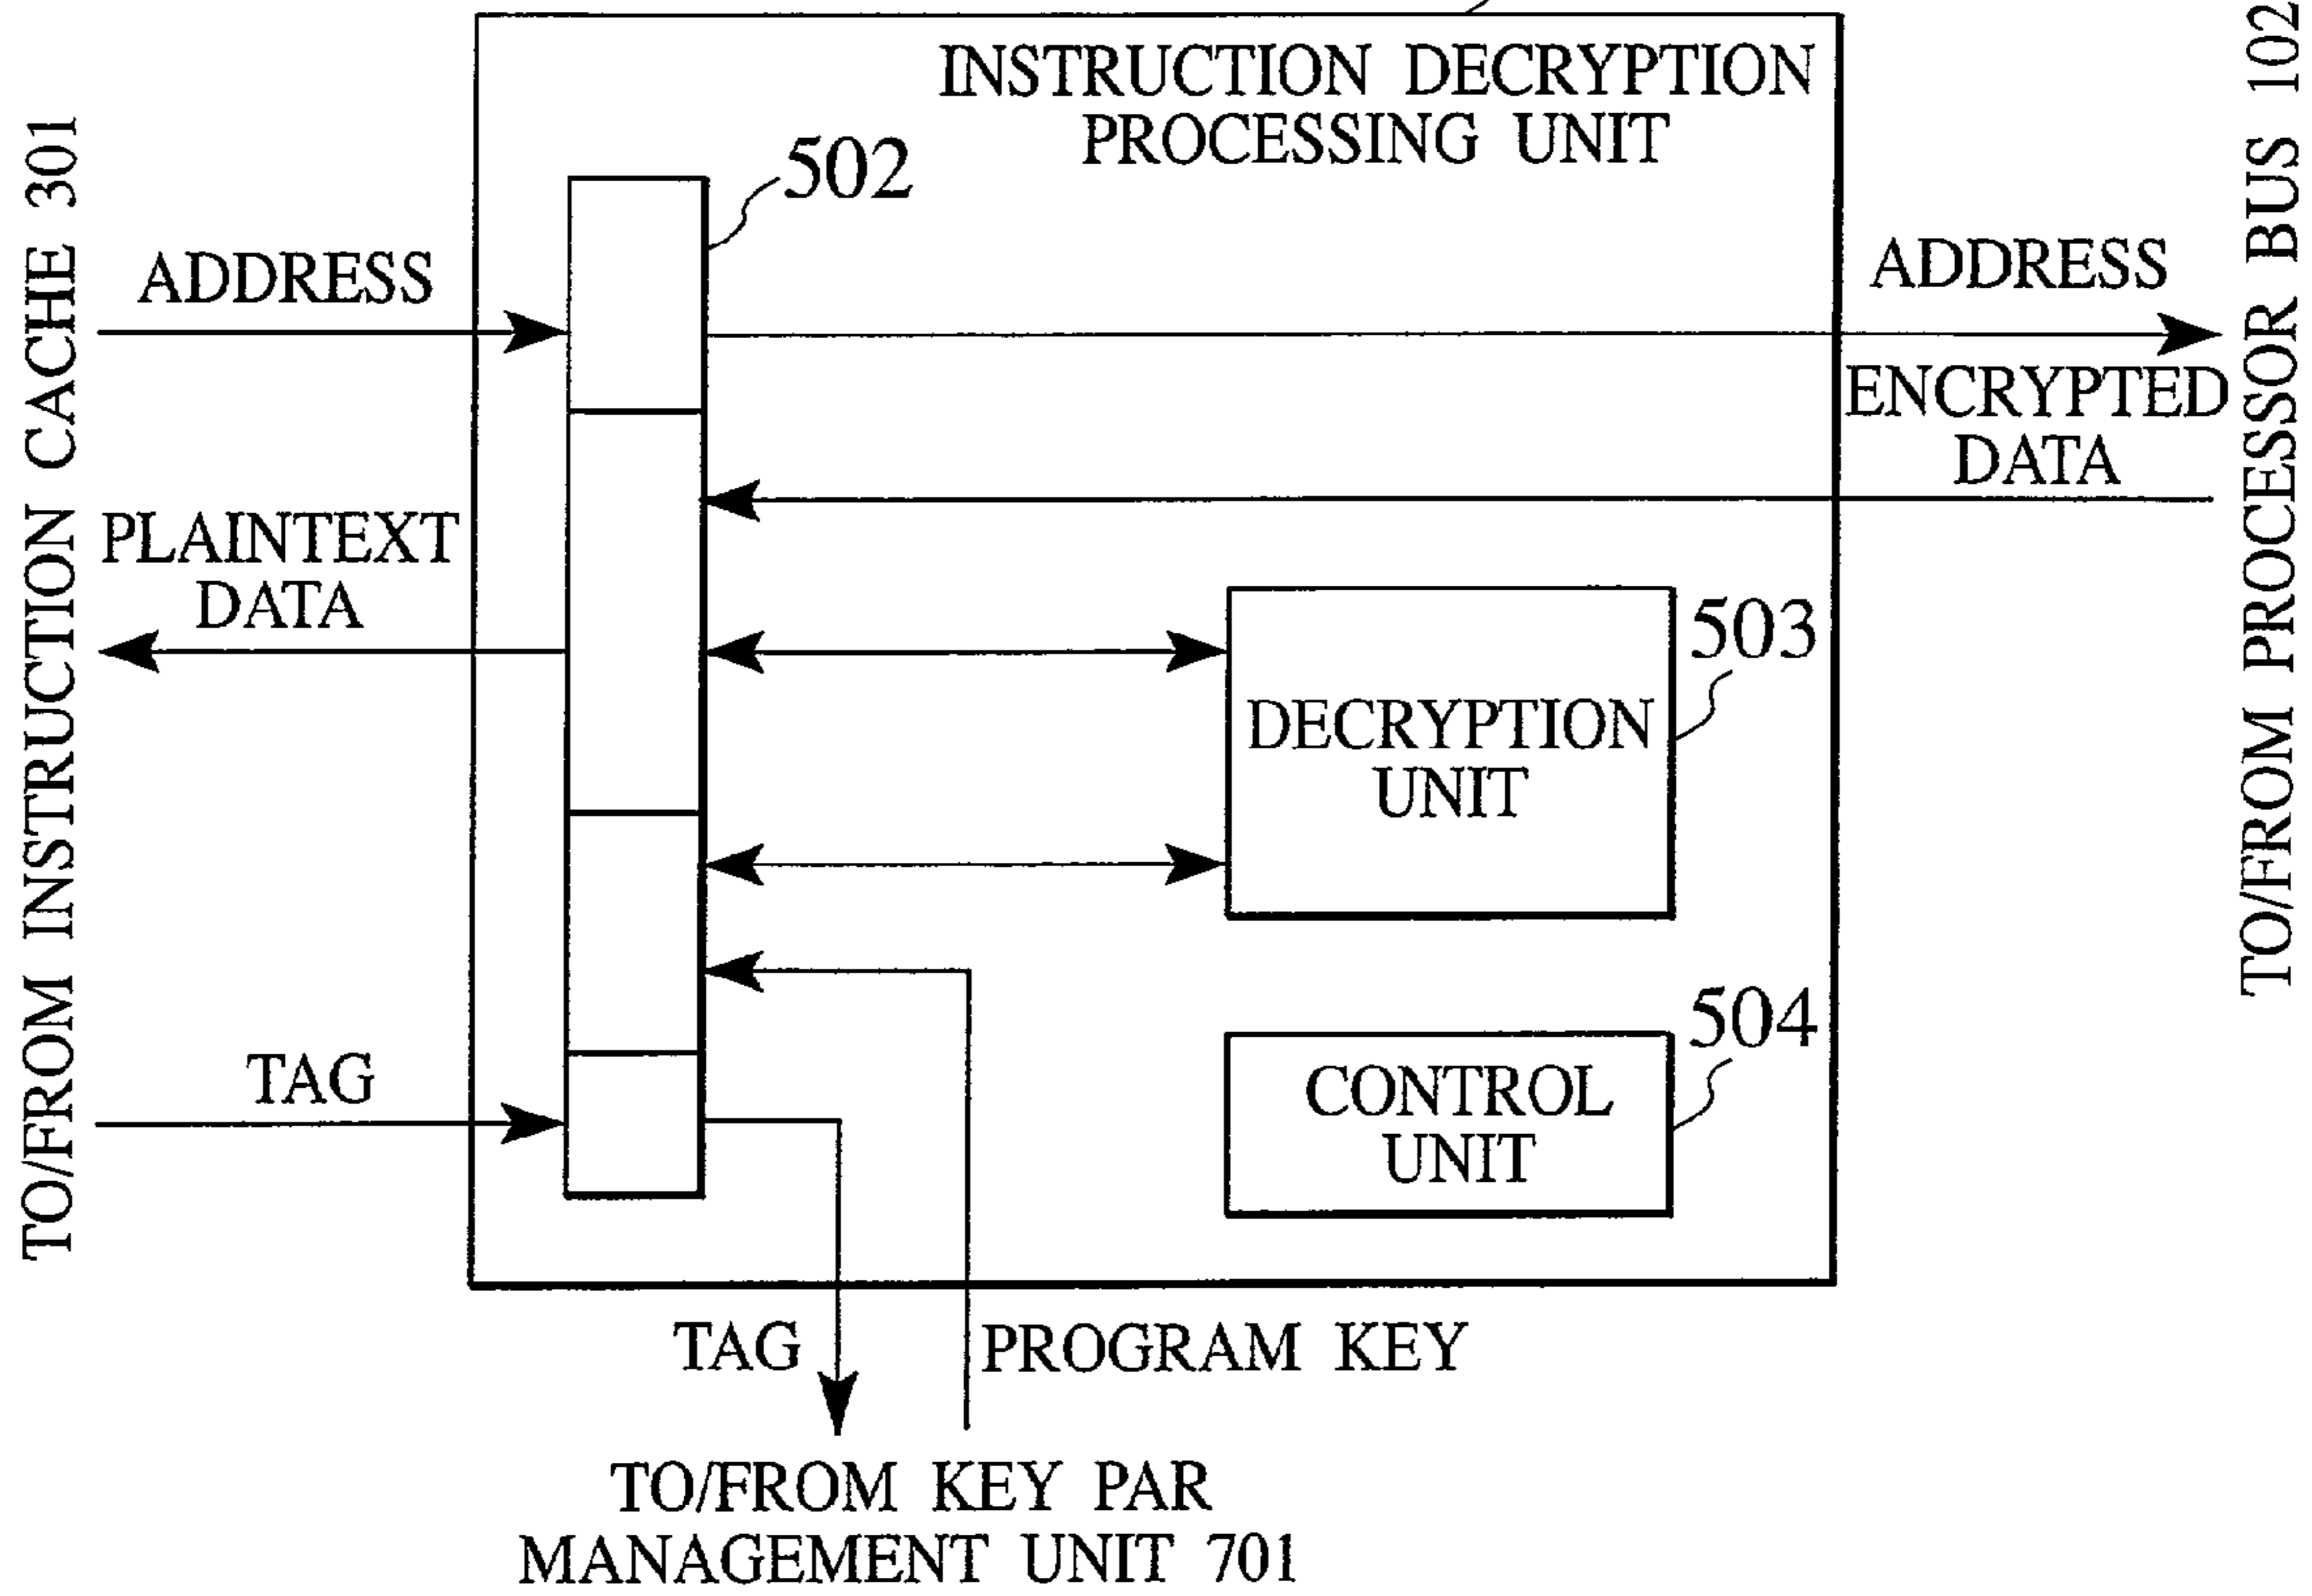 INSTRUCTION DECRYPTION
PROCESSING UNIT
502
TO/FROM INSTRUCTION CACHE 301
ADDRESS
PLAINTEXT
DATA
TAG
503
DECRYPTION
UNIT
504
CONTROL
UNIT
ADDRESS
ENCRYPTED
DATA
TO/FROM PROCESSOR BUS 102
TAG
PROGRAM KEY
TO/FROM KEY PAR
MANAGEMENT UNIT 701